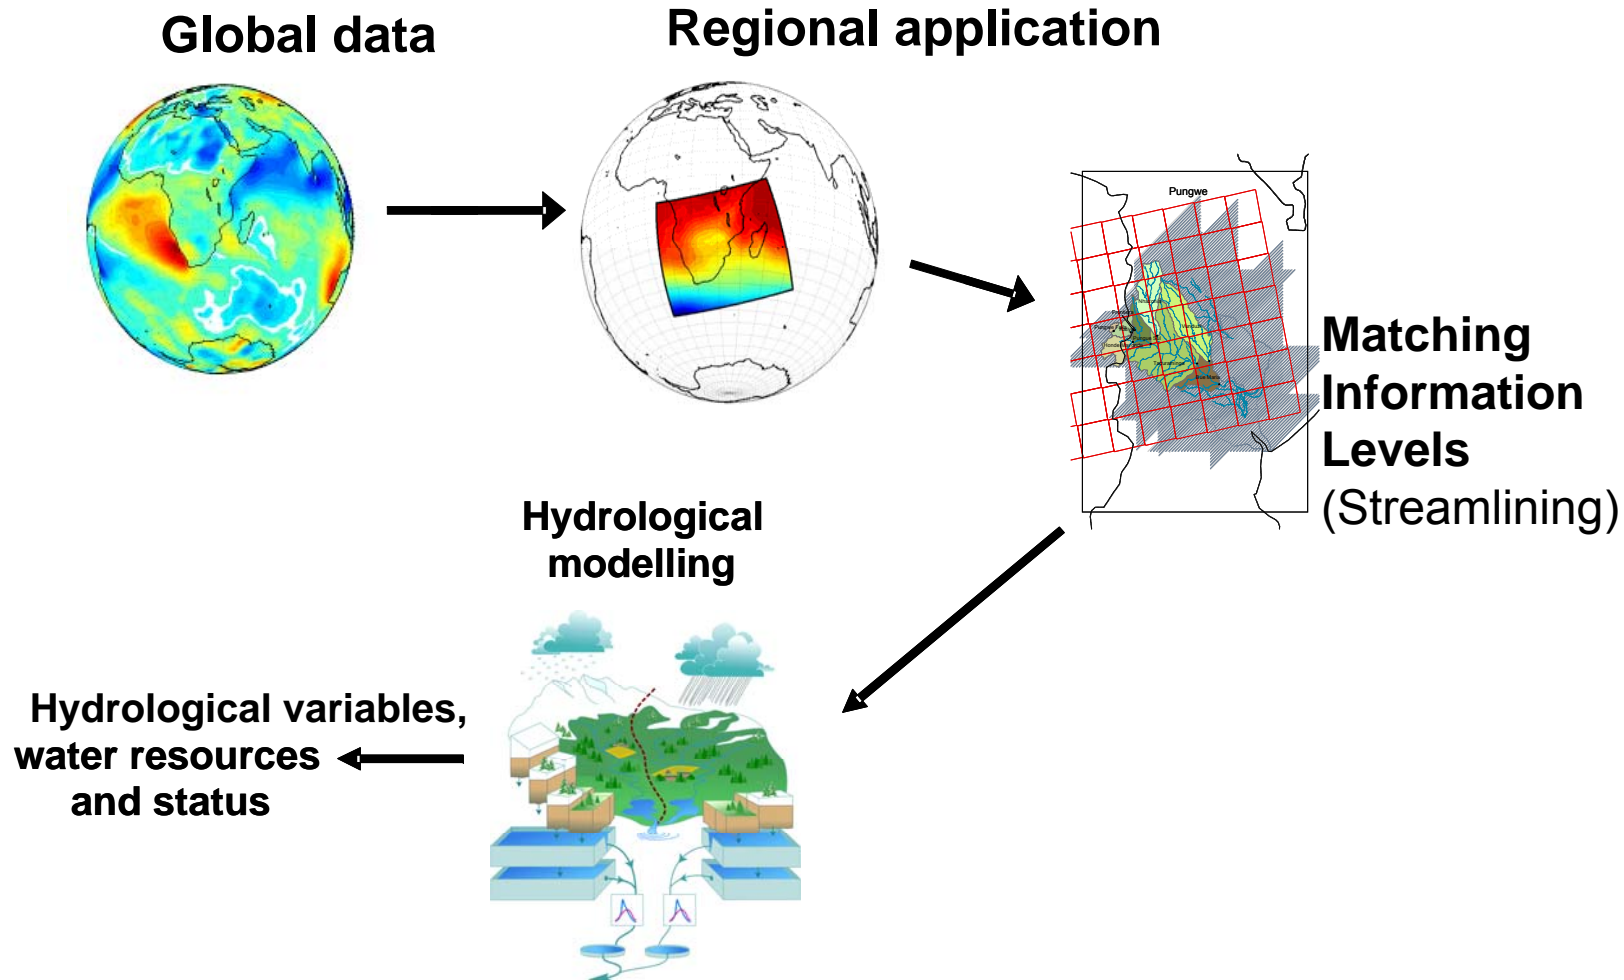 Global data
Regional application
Pungwe
Matching
Information
Levels
(Streamlining)
Hydrological
modelling
Hydrological variables,
water resources
and status